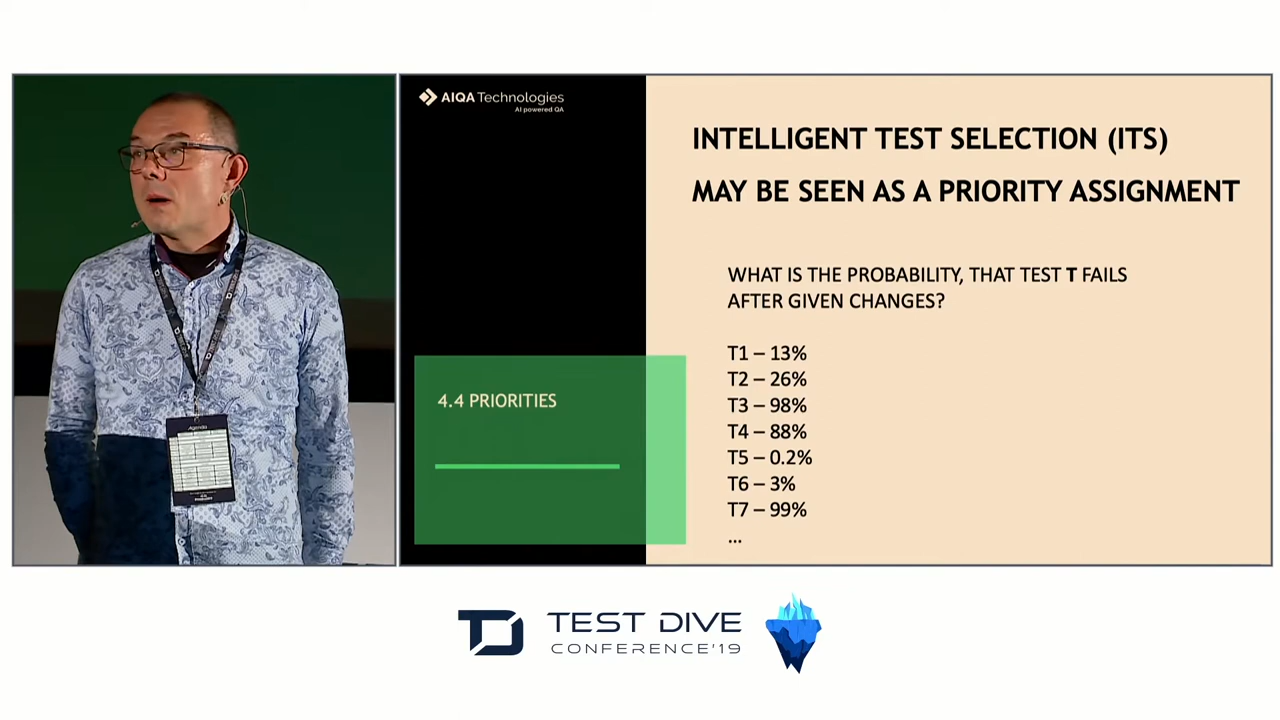 AIQA Technologies
AI powered QA
INTELLIGENT TEST SELECTION (ITS)
MAY BE SEEN AS A PRIORITY ASSIGNMENT
WHAT IS THE PROBABILITY, THAT TEST T FAILS
AFTER GIVEN CHANGES?
T1 – 13%
T2 – 26%
T3 – 98%
T4 – 88%
T5 – 0.2%
T6 – 3%
T7 – 99%
...
4.4 PRIORITIES
Agenda
TD TEST DIVE
CONFERENCE'19